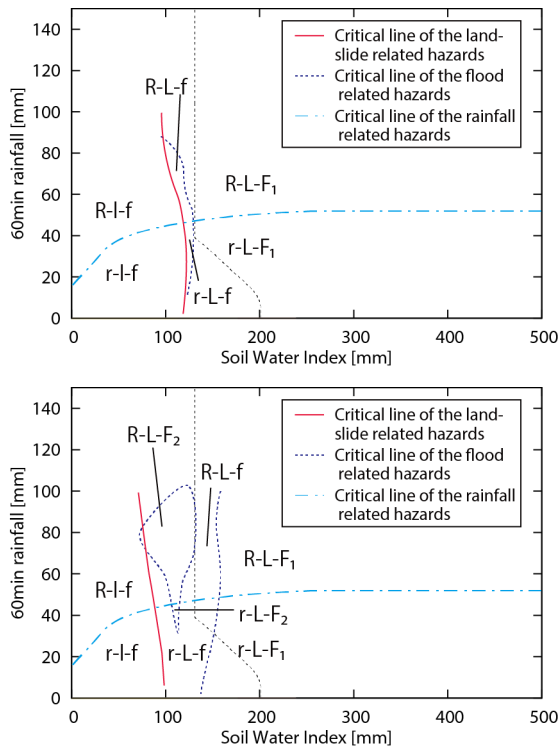 140
120
100
80
60
40
20
0
60min rainfall [mm]
Critical line of the land-
slide related hazards
Critical line of the flood
related hazards
Critical line of the rainfall
related hazards
R-L-f
R-l-f
R-L-F1
r-l-f
r-L-F1
r-L-f
0 100 200 300 400 500
Soil Water Index [mm]
140
120
100
80
60
40
20
0
60min rainfall [mm]
Critical line of the land-
slide related hazards
Critical line of the flood
related hazards
Critical line of the rainfall
related hazards
R-L-F2
R-L-f
R-L-F1
R-l-f
r-L-F2
r-l-f
r-L-f
r-L-F1
0 100 200 300 400 500
Soil Water Index [mm]